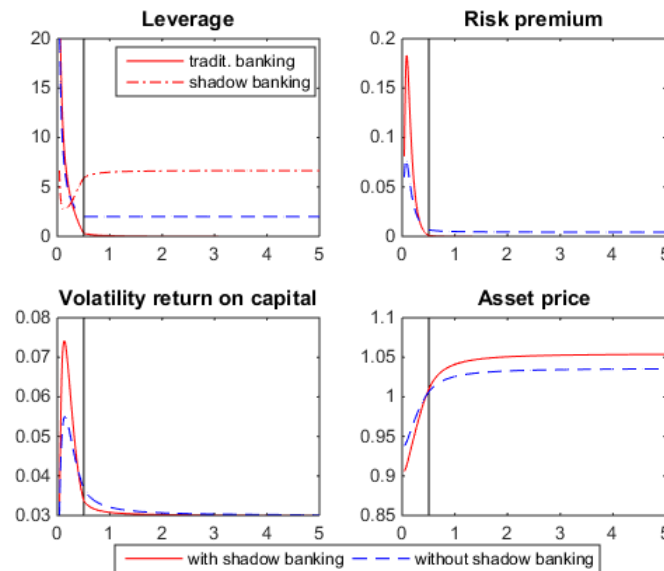 Leverage
20
15
10
5
0
0 1 2 3 4 5
tradit. banking
shadow banking
Risk premium
0.2
0.15
0.1
0.05
0
0 1 2 3 4 5
Volatility return on capital
0.08
0.07
0.06
0.05
0.04
0.03
0 1 2 3 4 5
Asset price
1.1
1.05
1
0.95
0.9
0.85
0 1 2 3 4 5
with shadow banking without shadow banking